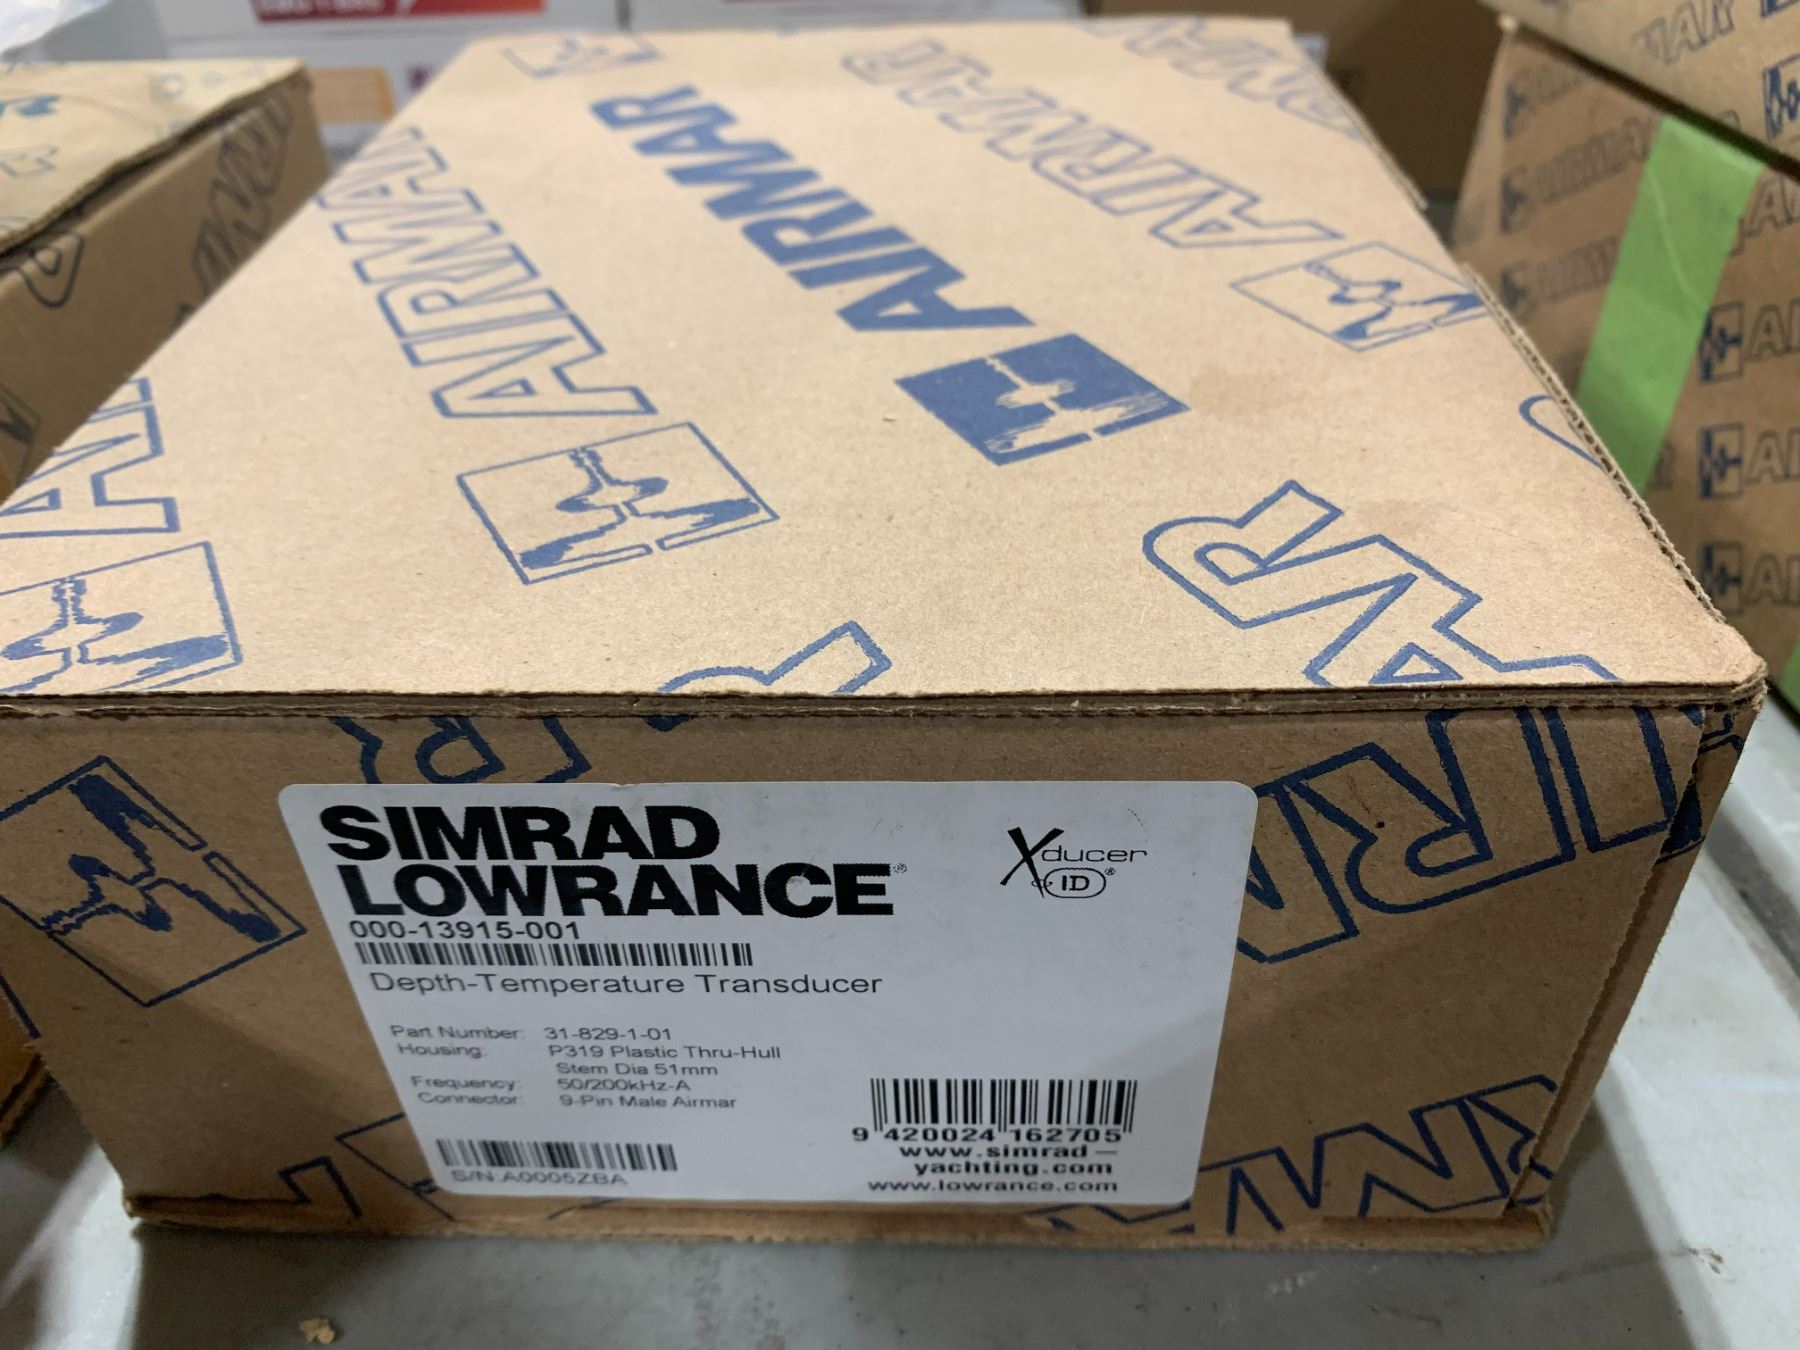 AIRMAR
AIRMAR
AIRMAR
SIMRAD
LOWRANCE®
Xducer
ID®
000-13915-001
Depth-Temperature Transducer
Part Number: 31-829-1-01
Housing: P319 Plastic Thru-Hull
Stem Dia 51mm
Frequency: 50/200kHz-A
Connector: 9-Pin Male Airmar
S/N:A0005ZBA
9 420024 162705
www.simrad-
yachting.com
www.lowrance.com